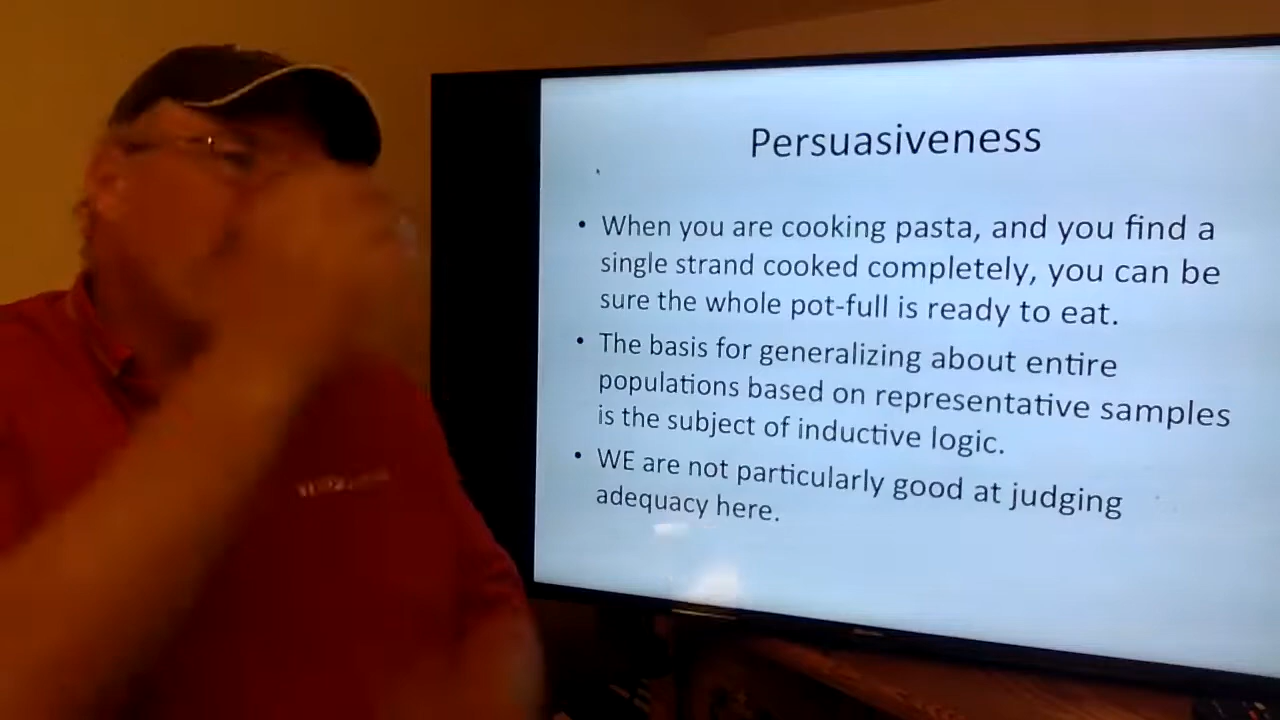 Persuasiveness
• When you are cooking pasta, and you find a
single strand cooked completely, you can be
sure the whole pot-full is ready to eat.
• The basis for generalizing about entire
populations based on representative samples
is the subject of inductive logic.
• WE are not particularly good at judging
adequacy here.